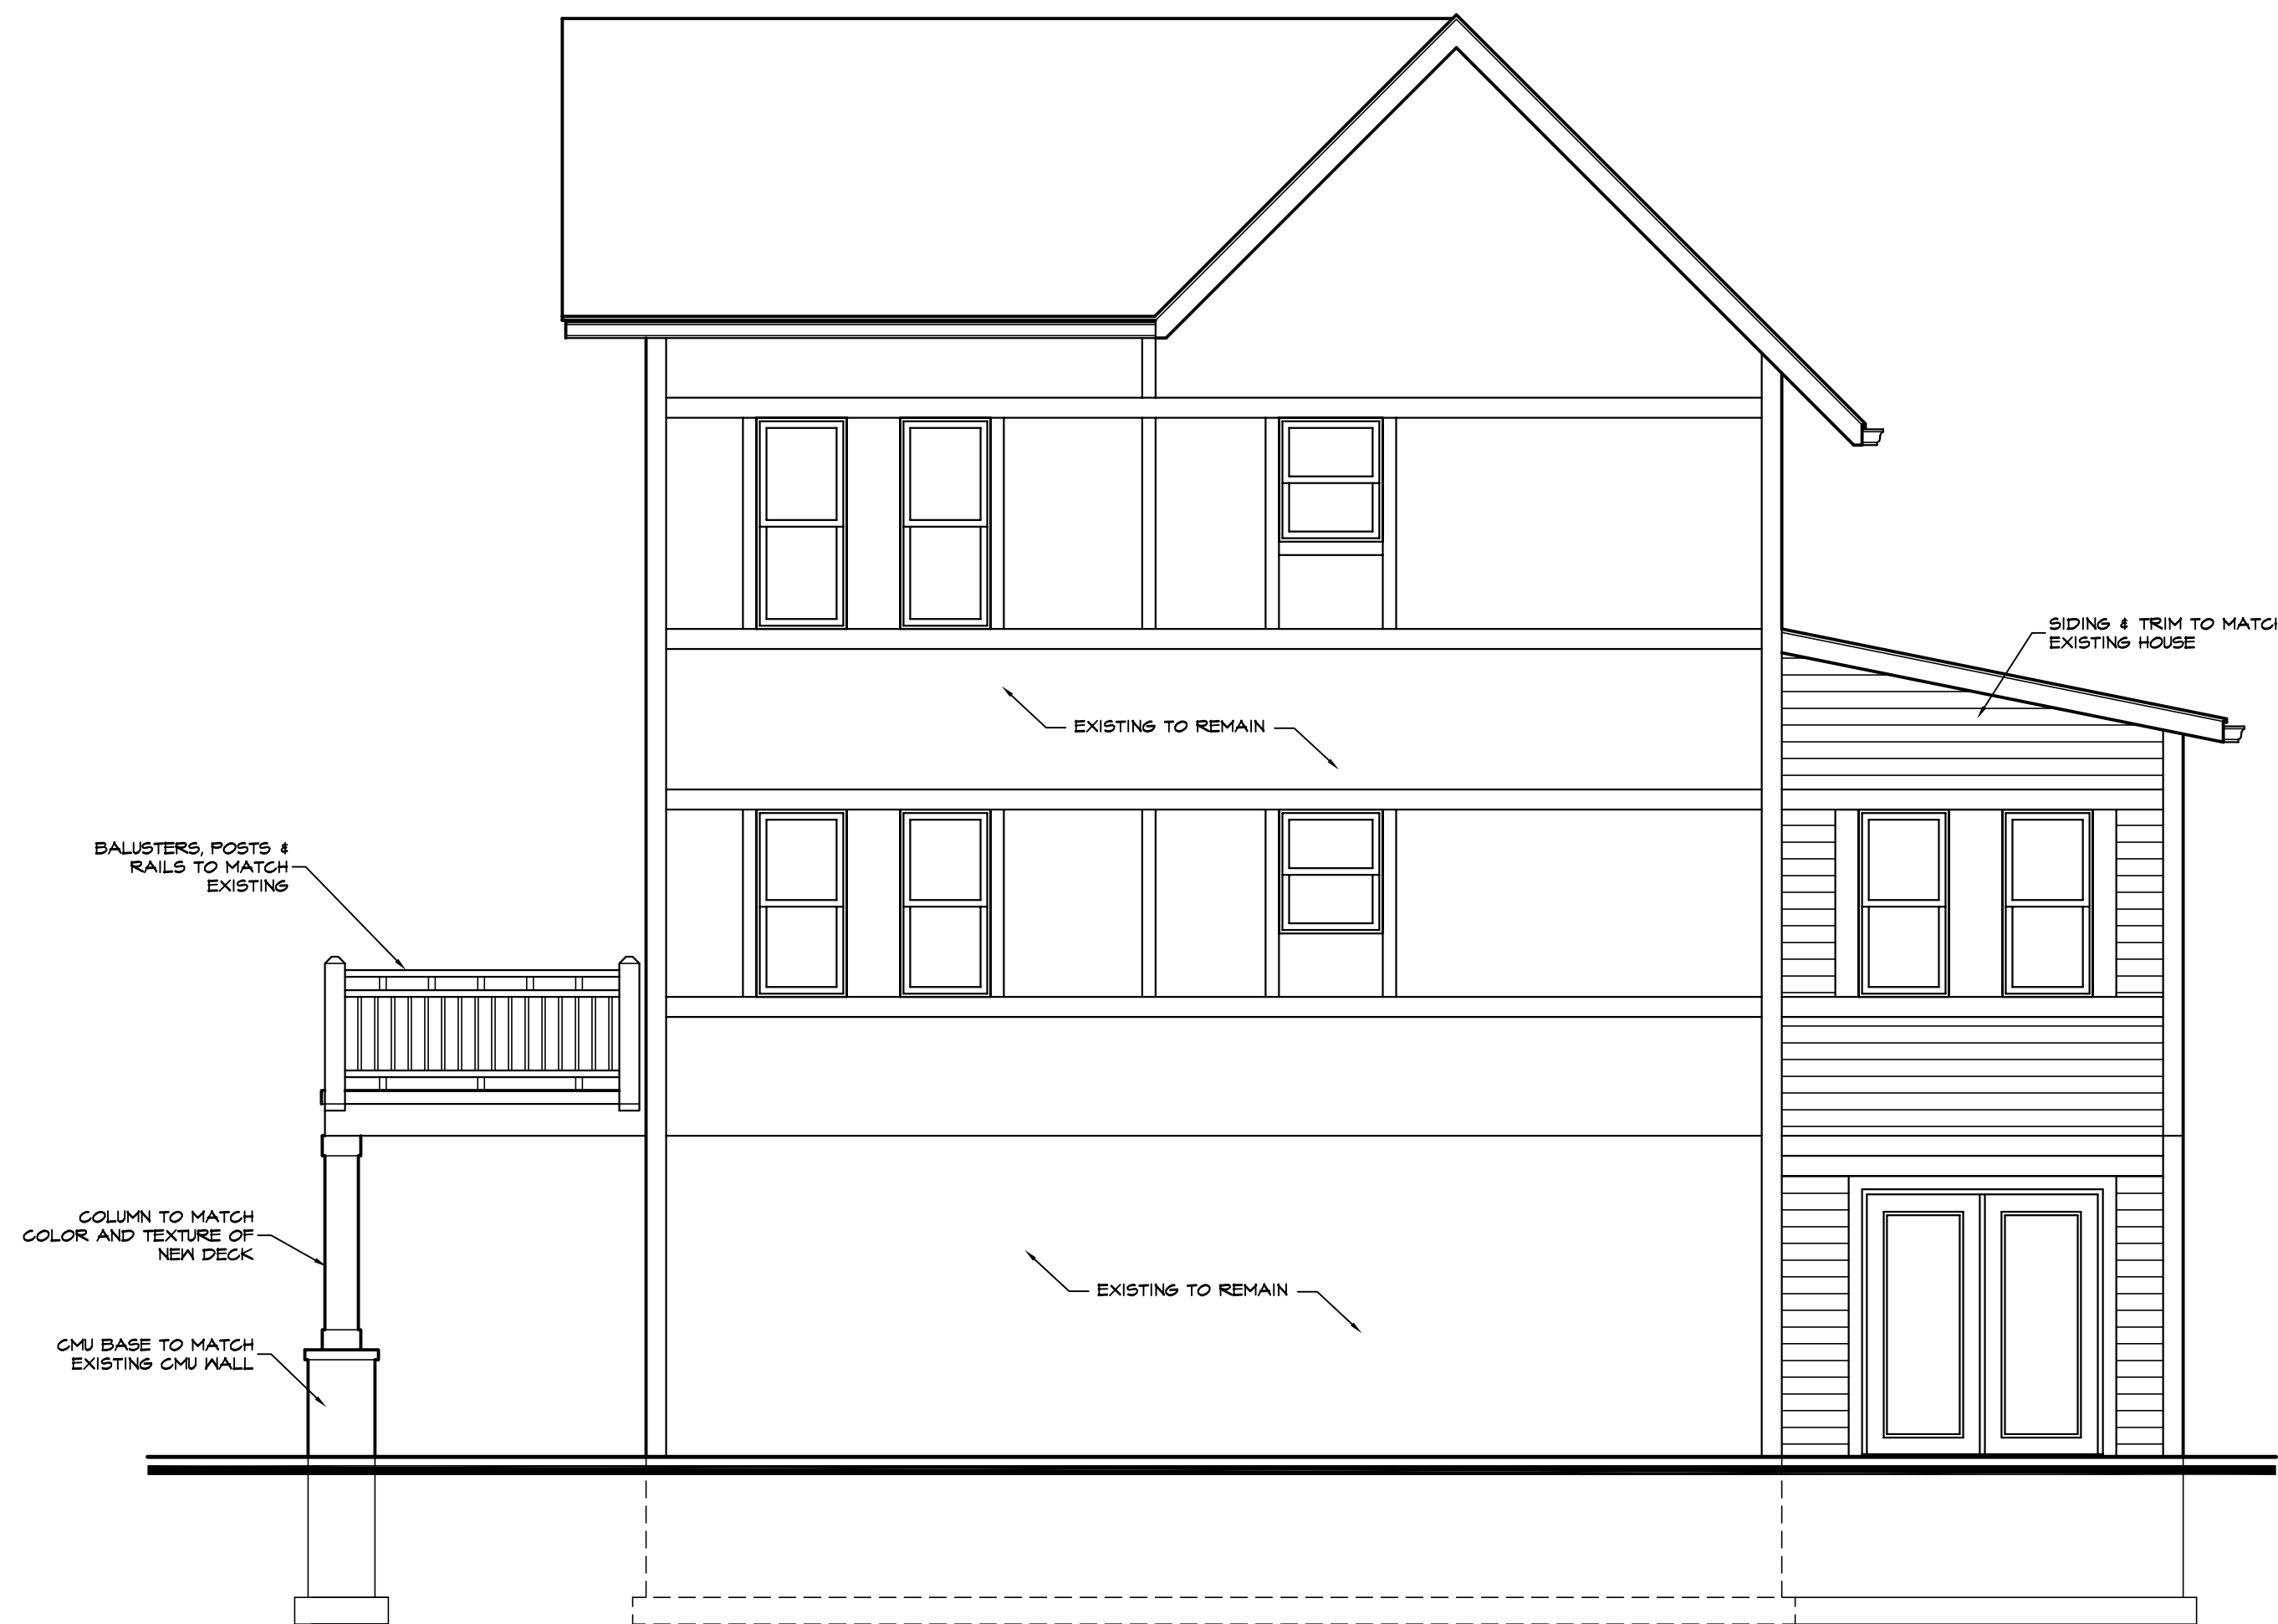 SIDING & TRIM TO MATCH
EXISTING HOUSE
EXISTING TO REMAIN
BALUSTERS, POSTS &
RAILS TO MATCH
EXISTING
COLUMN TO MATCH
COLOR AND TEXTURE OF
NEW DECK
EXISTING TO REMAIN
CMU BASE TO MATCH
EXISTING CMU WALL